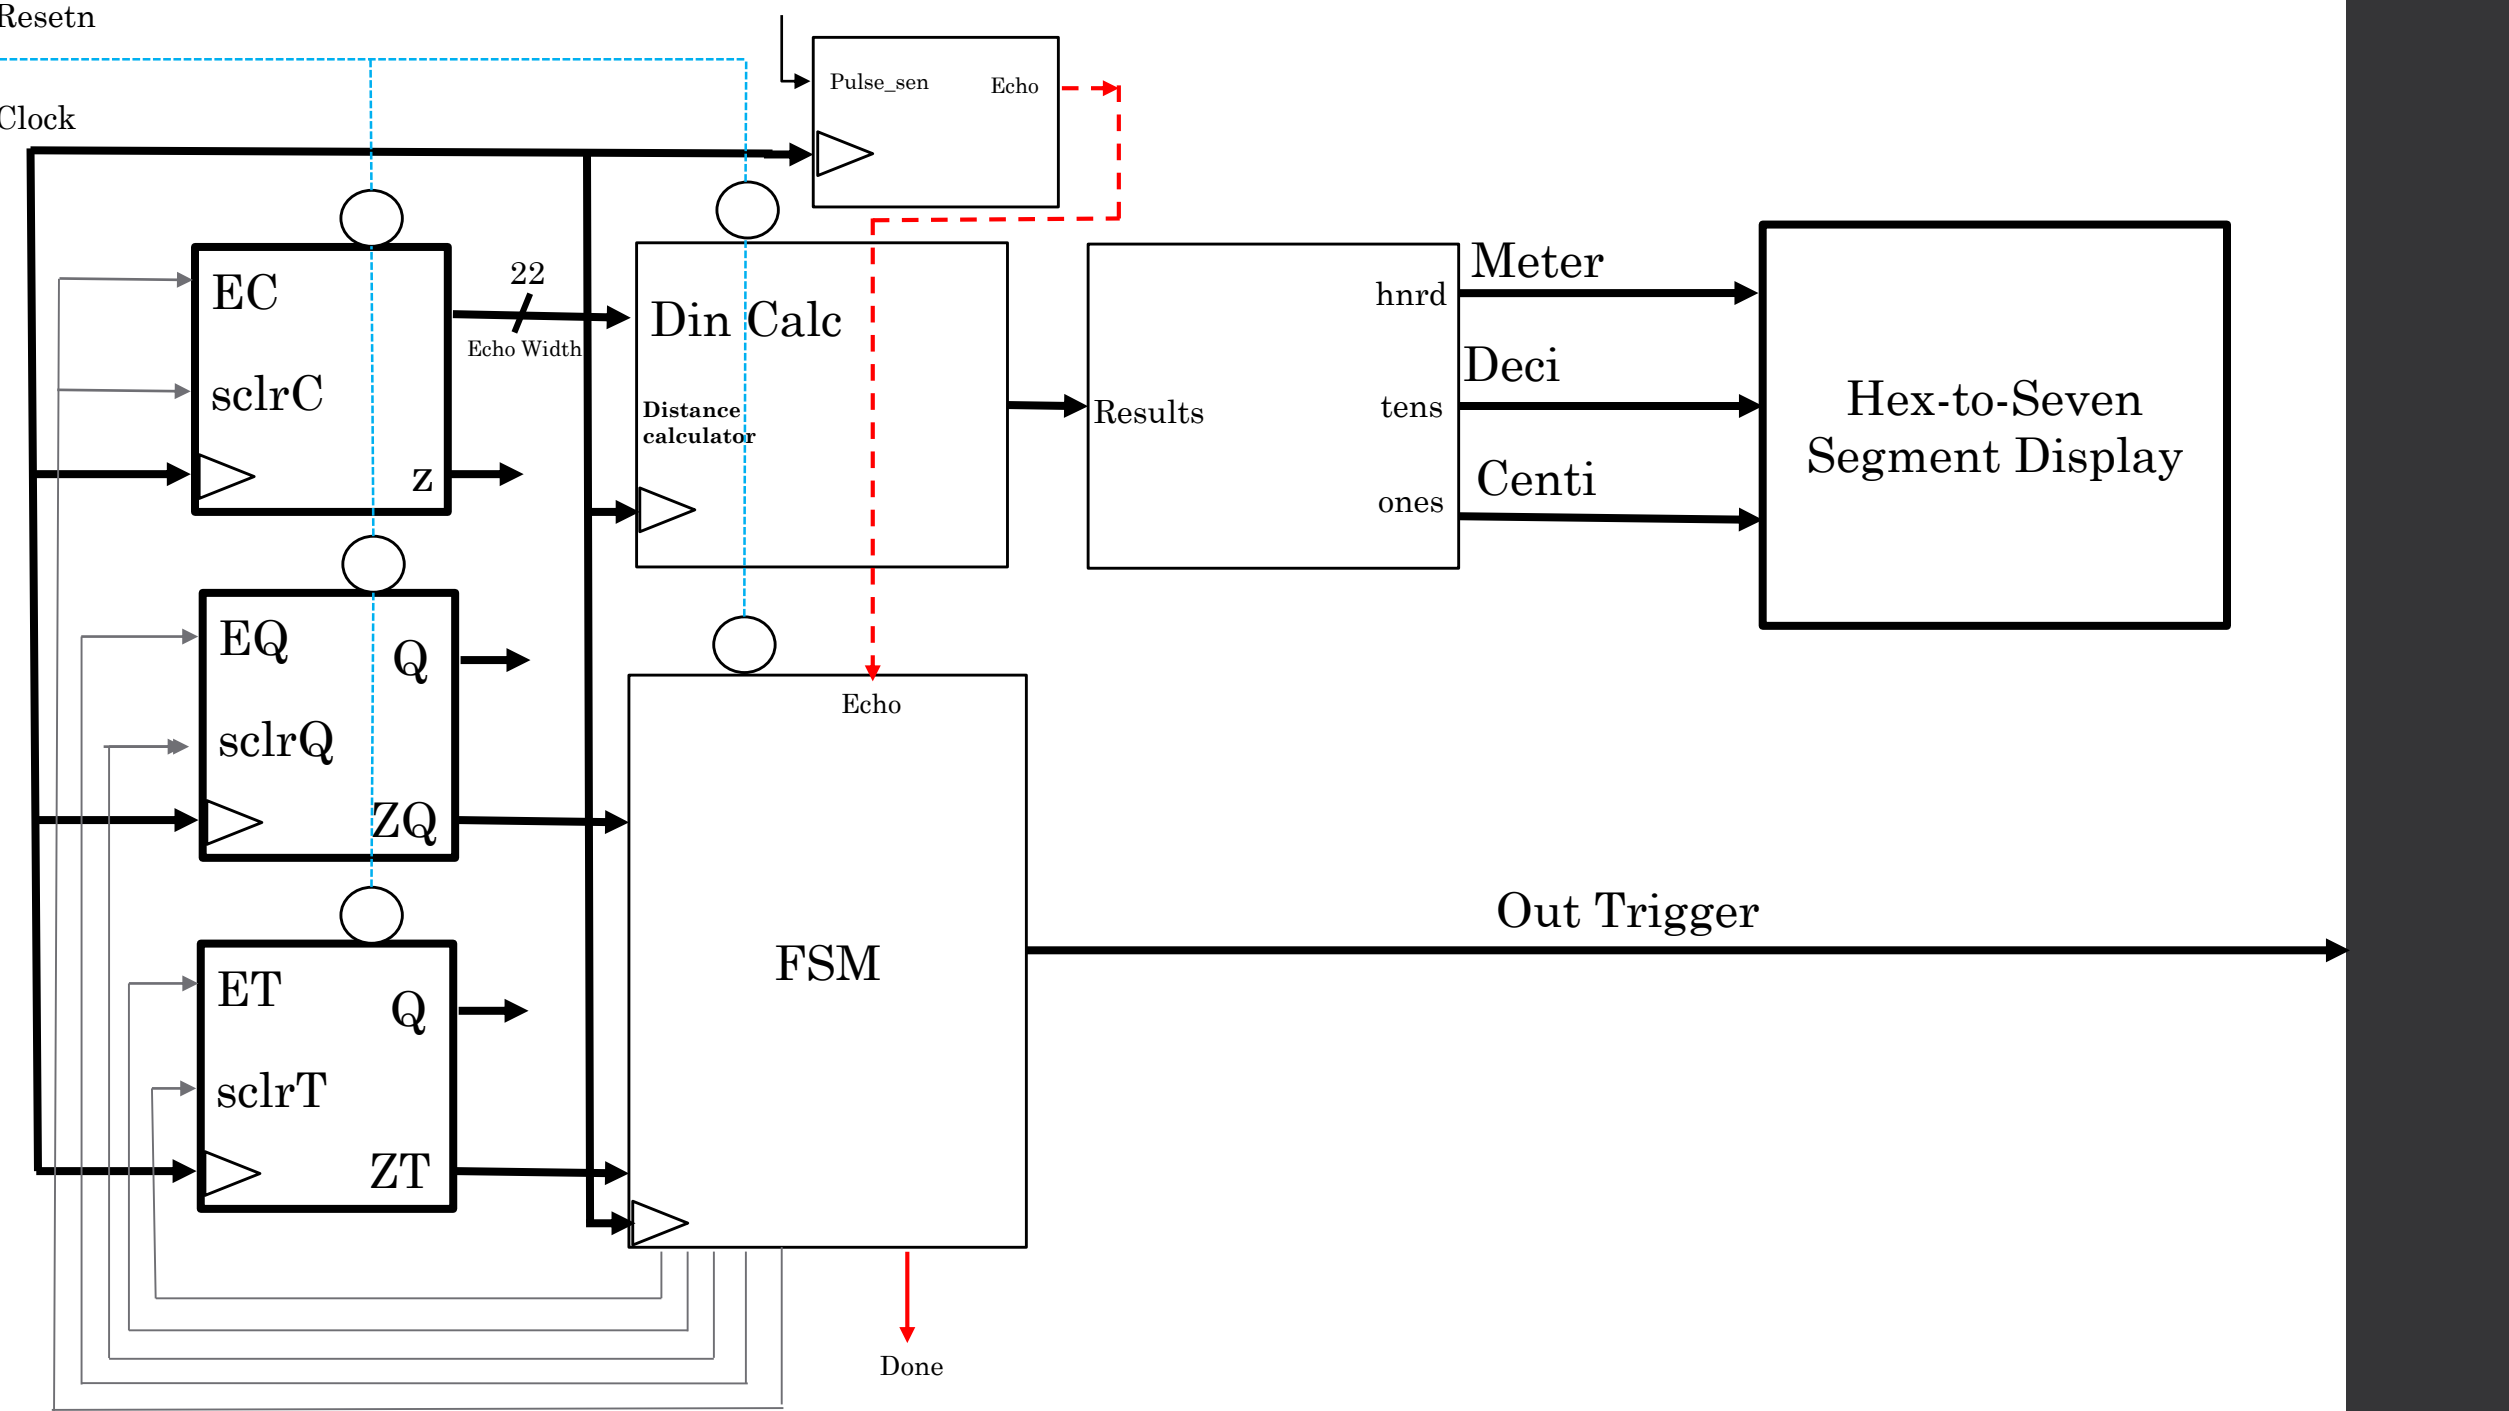 Resetn
Clock
Pulse_sen
Echo
EC
sclrC
z
22
Echo Width
Din Calc
Distance
calculator
Results
hnrd
tens
ones
Meter
Deci
Centi
Hex-to-Seven
Segment Display
EQ
Q
sclrQ
ZQ
Echo
FSM
ET
Q
sclrT
ZT
Out Trigger
Done